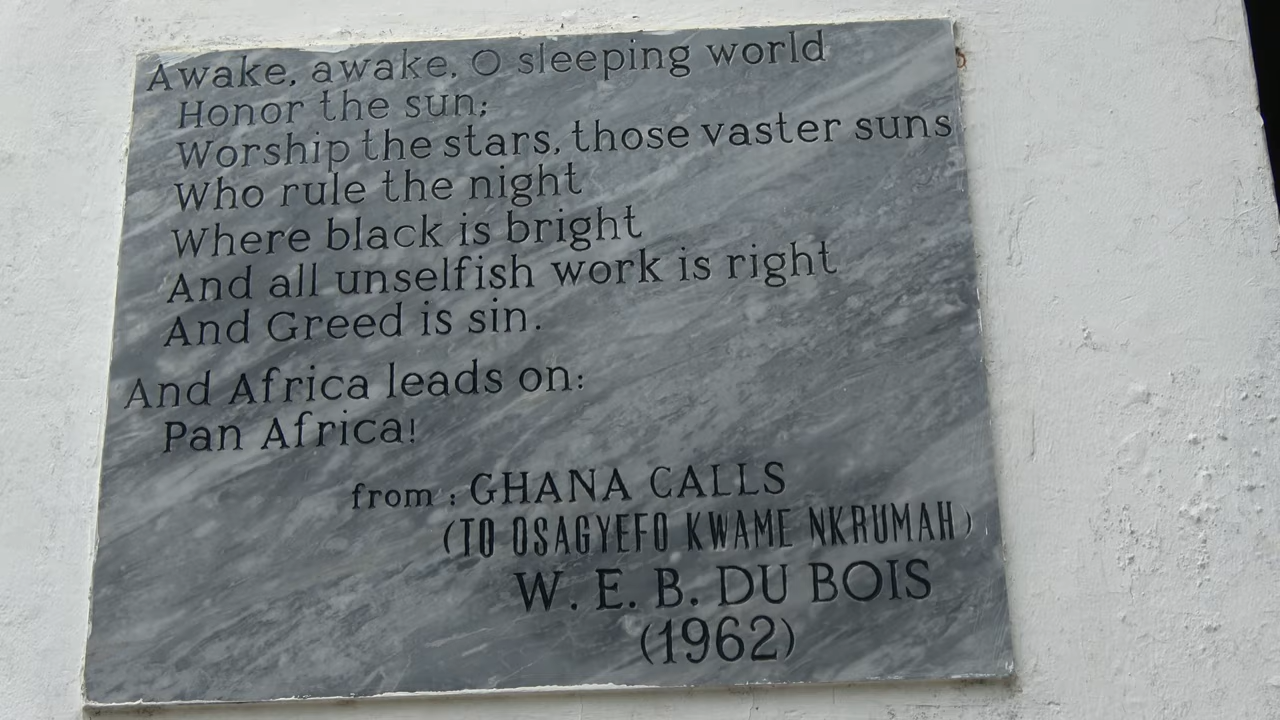 Awake, awake, O sleeping world
Honor the sun;
Worship the stars, those vaster suns
Who rule the night
Where black is bright
And all unselfish work is right
And Greed is sin.
And Africa leads on:
Pan Africa!
from : GHANA CALLS
(TO OSAGYEFO KWAME NKRUMAH)
W. E. B. DU BOIS
(1962)